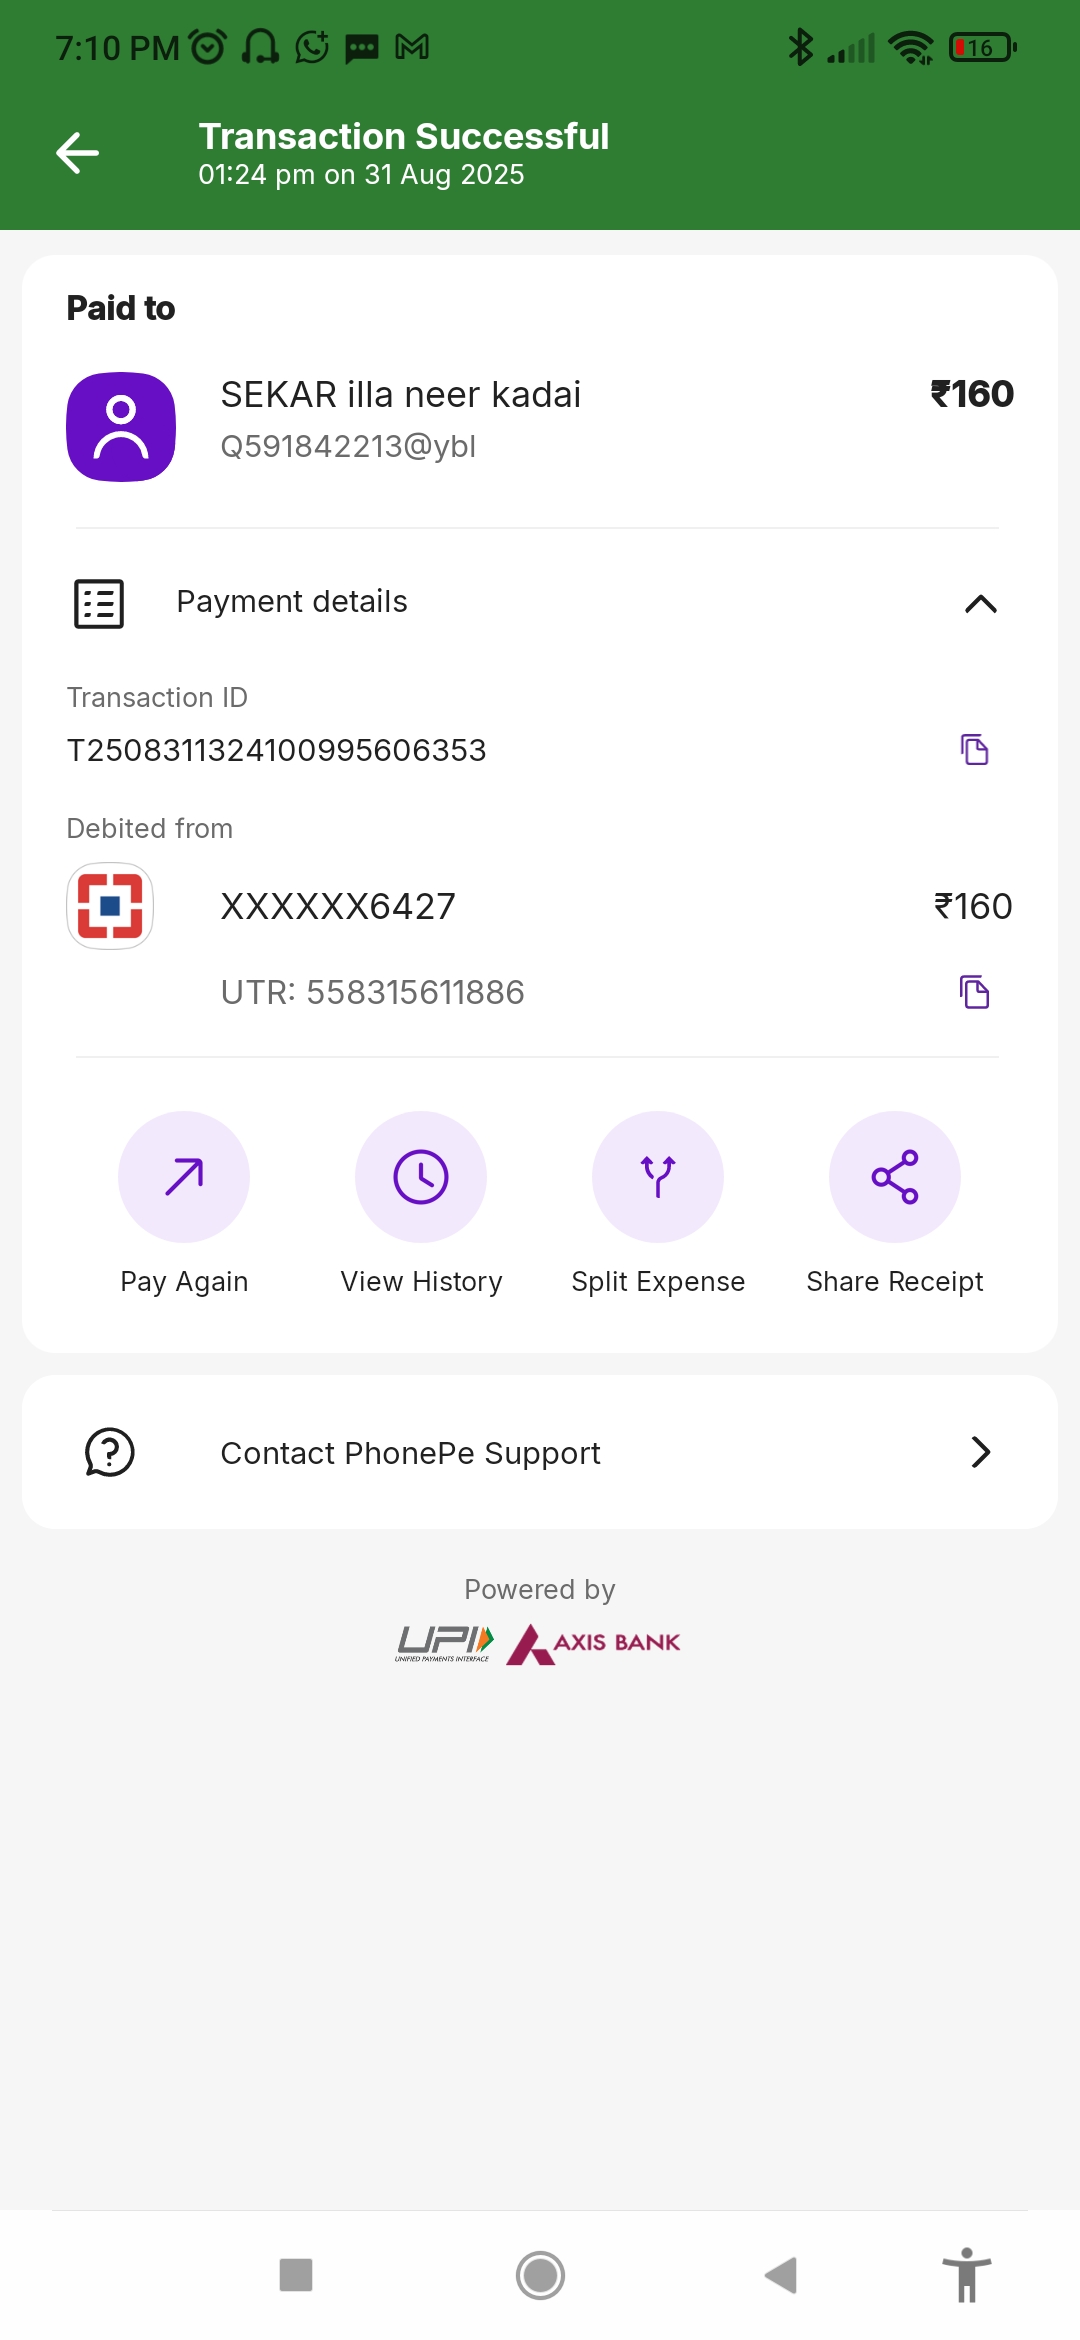 7:10 PM
16
Transaction Successful
01:24 pm on 31 Aug 2025
Paid to
SEKAR illa neer kadai
₹160
Q591842213@ybl
Payment details
Transaction ID
T2508311324100995606353
Debited from
XXXXXX6427
₹160
UTR: 558315611886
Pay Again
View History
Split Expense
Share Receipt
Contact PhonePe Support
Powered by
UPI
UNIFIED PAYMENTS INTERFACE
AXIS BANK